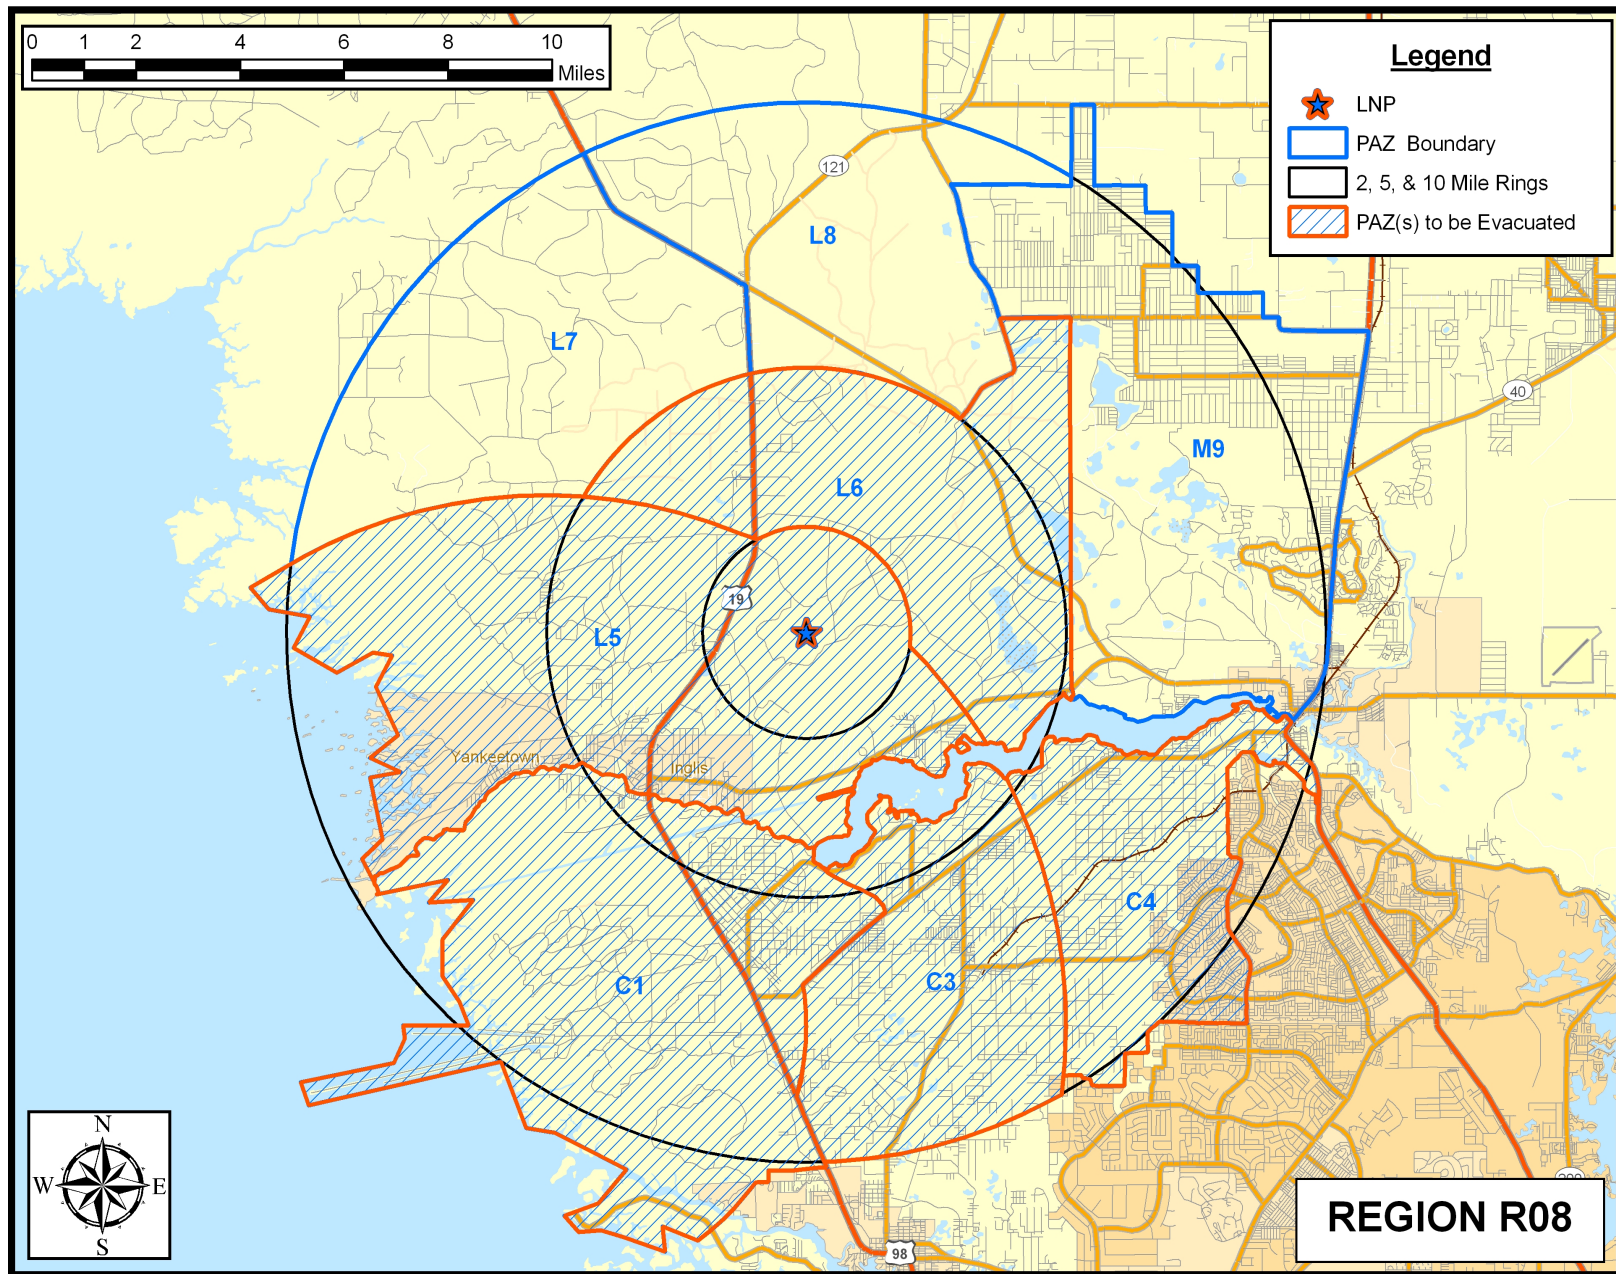 0 1 2 4 6 8 10
Miles
Legend
LNP
PAZ Boundary
2, 5, & 10 Mile Rings
PAZ(s) to be Evacuated
121
L8
L7
40
M9
L6
19
L5
Yankeetown
Inglis
C4
C1
C3
N
W E
S
98
REGION R08